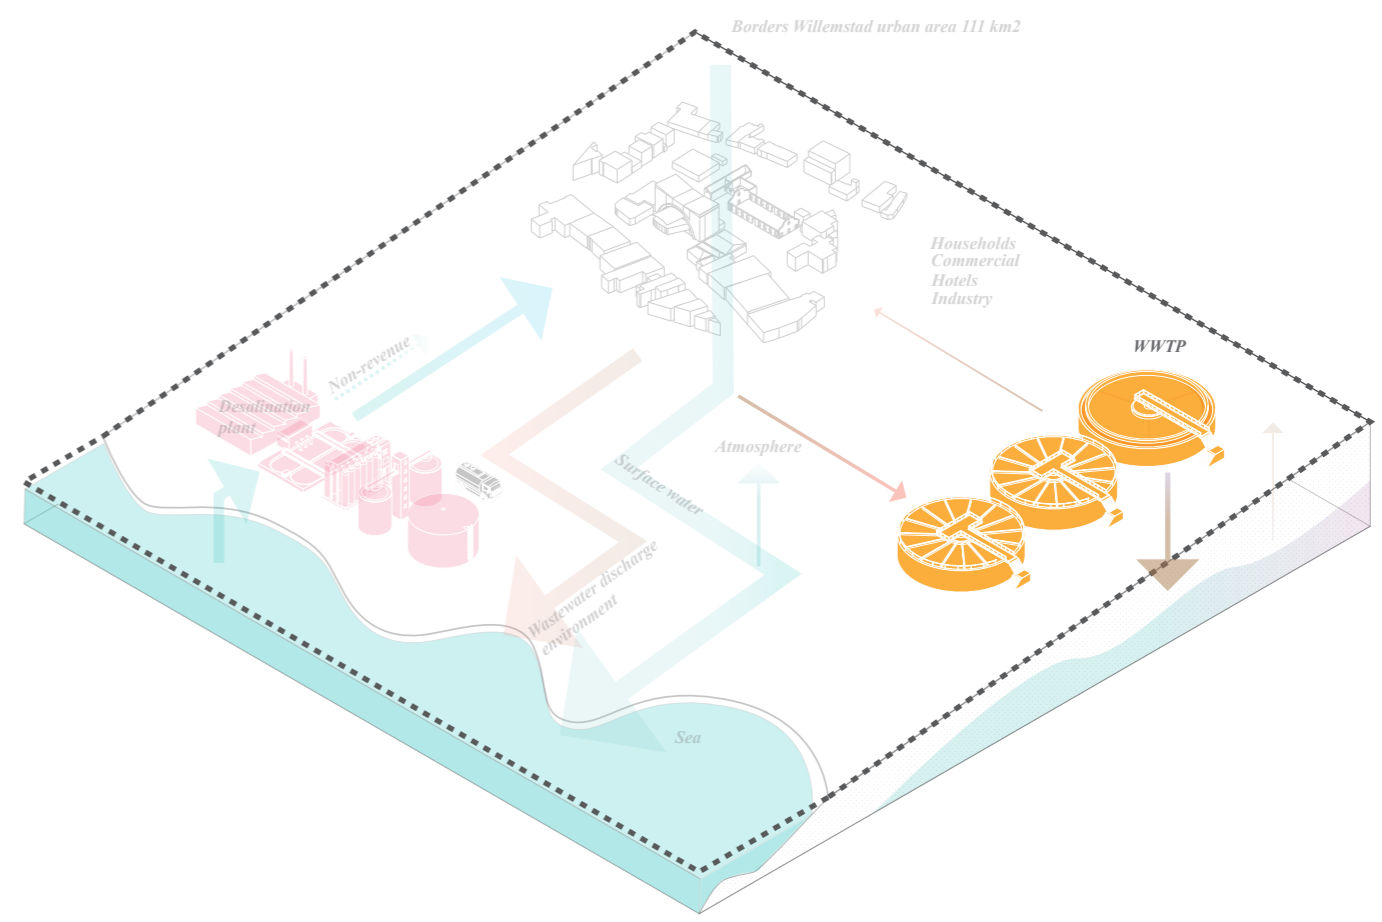 Borders Willemstad urban area 111 km2
Households
Commercial
Hotels
Industry
WWTP
Non-revenue
Desalination
plant
Atmosphere
Surface water
Wastewater discharge
environment
Sea